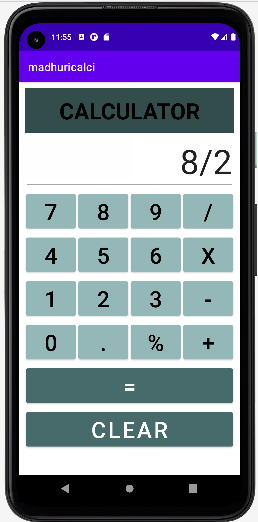 11:55
madhuricalci
CALCULATOR
8/2
7 8 9 /
4 5 6 X
1 2 3 -
0 . % +
=
CLEAR